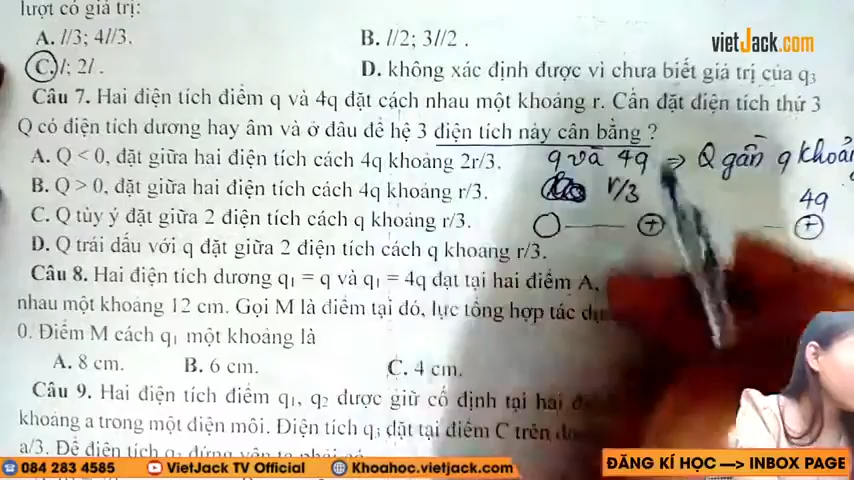 lượt có giá trị:
A. l/3; 4l/3.
B. l/2; 3l/2 .
vietJack.com
C. l; 2l .
D. không xác định được vì chưa biết giá trị của q3
Câu 7. Hai điện tích điểm q và 4q đặt cách nhau một khoảng r. Cần đặt điện tích thứ 3
Q có điện tích dương hay âm và ở đâu để hệ 3 điện tích này cân bằng ?
A. Q < 0, đặt giữa hai điện tích cách 4q khoảng 2r/3.
q và 4q ⇒ Q gần q
B. Q > 0, đặt giữa hai điện tích cách 4q khoảng r/3.
r/3
4q
C. Q tùy ý đặt giữa 2 điện tích cách q khoảng r/3.
+
+
D. Q trái dấu với q đặt giữa 2 điện tích cách q khoảng r/3.
Câu 8. Hai điện tích dương q1 = q và q1 = 4q đạt tại hai điểm A,
nhau một khoảng 12 cm. Gọi M là điểm tại đó, lực tổng hợp tác
0. Điểm M cách q1 một khoảng là
A. 8 cm.
B. 6 cm.
C. 4 cm.
Câu 9. Hai điện tích điểm q1, q2 được giữ cố định tại hai
khoảng a trong một điện môi. Điện tích q3 đặt tại điểm C trên
a/3. Để điện tích
084 283 4585
VietJack TV Official
Khoahoc.vietjack.com
ĐĂNG KÍ HỌC —> INBOX PAGE